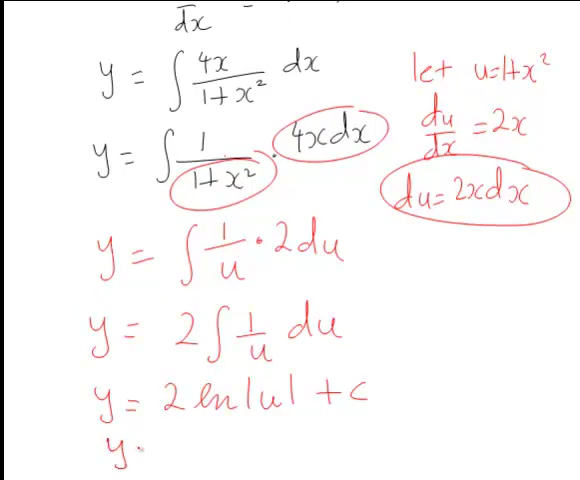 dx =
y = ∫ 4x/(1+x²) dx
let u=1+x²
y = ∫ 1/(1+x²) · 4xdx
du/dx = 2x
du = 2xdx
y = ∫ 1/u · 2du
y = 2∫ 1/u du
y = 2 ln|u| + c
y